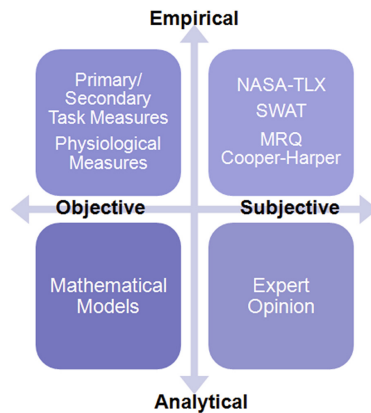 Empirical
Primary/
Secondary
Task Measures
Physiological
Measures
NASA-TLX
SWAT
MRQ
Cooper-Harper
Objective
Subjective
Mathematical
Models
Expert
Opinion
Analytical